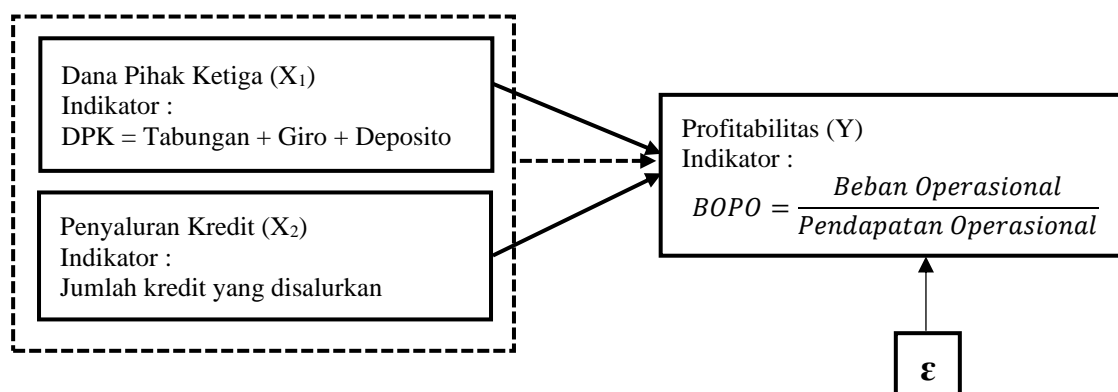 Dana Pihak Ketiga (X₁)
Indikator :
DPK = Tabungan + Giro + Deposito
Penyaluran Kredit (X₂)
Indikator :
Jumlah kredit yang disalurkan
Profitabilitas (Y)
Indikator :
BOPO = Beban Operasional / Pendapatan Operasional
ε